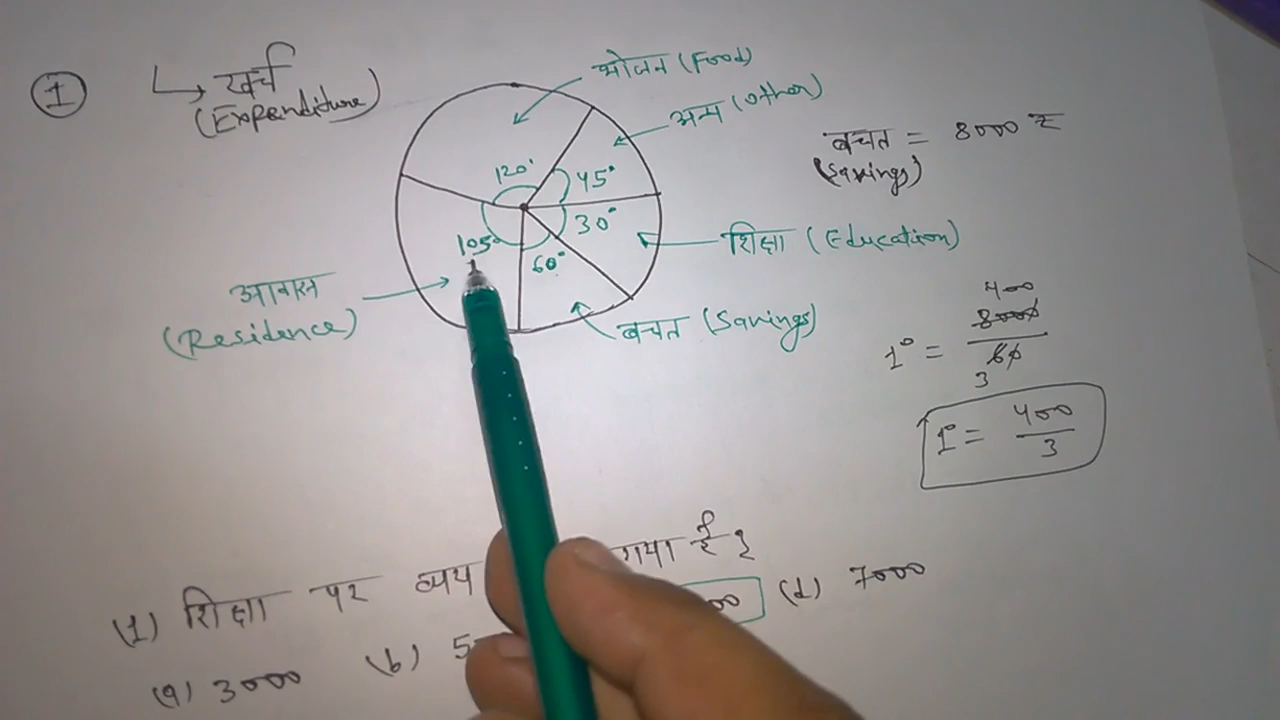 ① ↳ खर्च
(Expenditure)
भोजन (Food)
अन्य (Other)
120°
45°
30°
105°
60°
शिक्षा (Education)
बचत (Savings)
आवास
(Residence)
बचत = 8000 ₹
(Savings)
400
1° = 8000/60
3
1° = 400/3
(1) शिक्षा पर व्यय गया है ?
(a) 3000 (b) (d) 7000